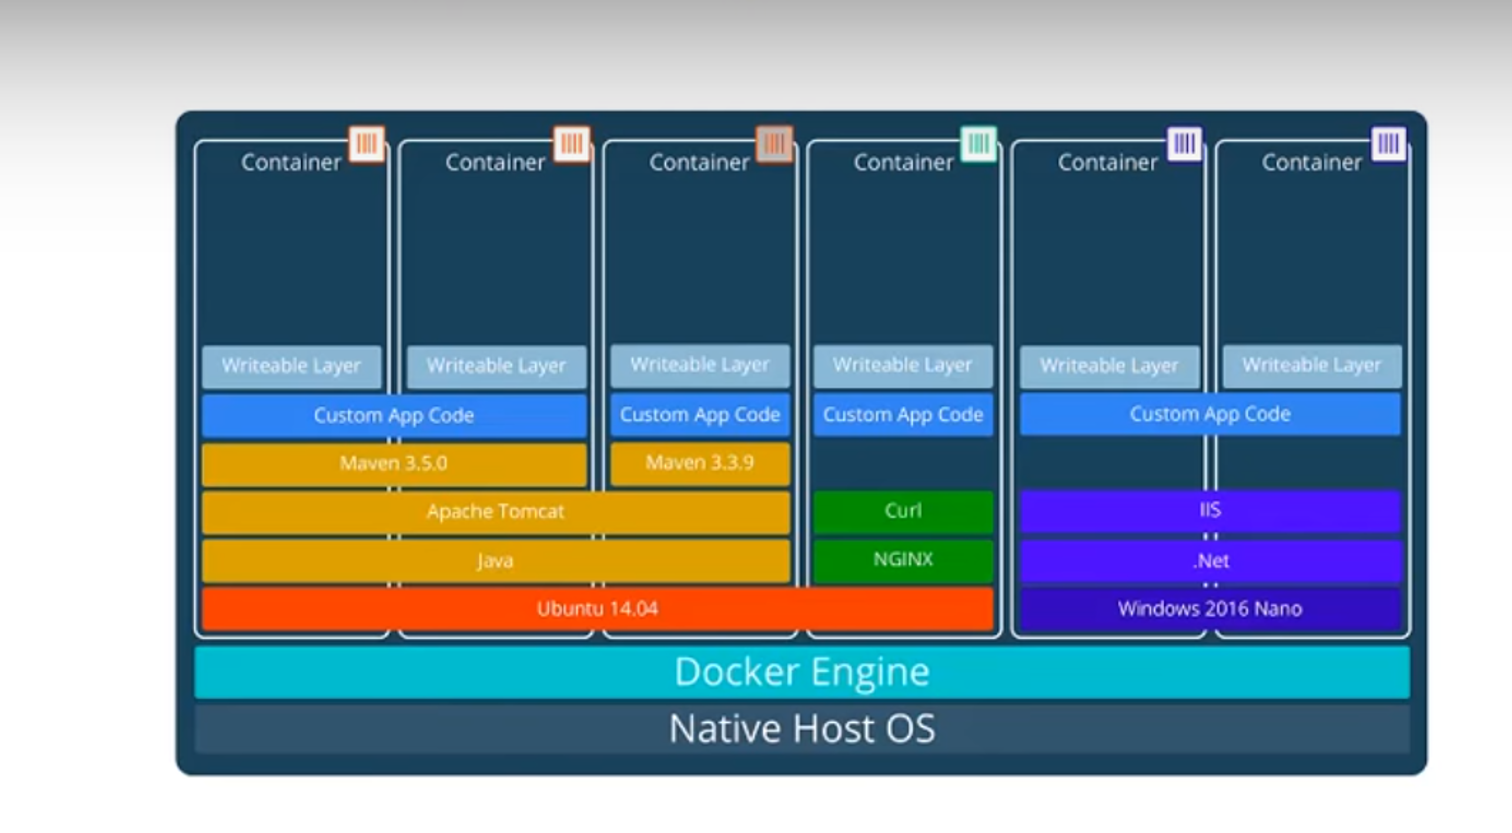 Container Container Container Container Container Container
Writeable Layer Writeable Layer Writeable Layer Writeable Layer Writeable Layer Writeable Layer
Custom App Code Custom App Code Custom App Code Custom App Code
Maven 3.5.0 Maven 3.3.9
Apache Tomcat Curl IIS
Java NGINX .Net
Ubuntu 14.04 Windows 2016 Nano
Docker Engine
Native Host OS